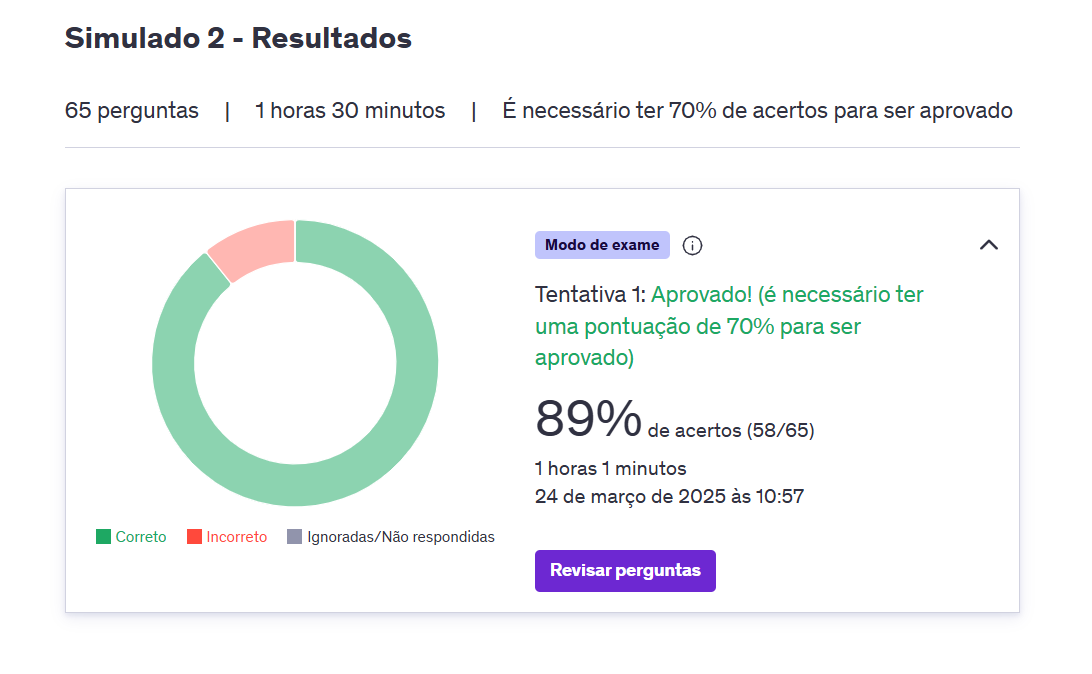 Simulado 2 - Resultados
65 perguntas | 1 horas 30 minutos | É necessário ter 70% de acertos para ser aprovado
Modo de exame
Tentativa 1: Aprovado! (é necessário ter
uma pontuação de 70% para ser
aprovado)
89% de acertos (58/65)
1 horas 1 minutos
24 de março de 2025 às 10:57
Correto Incorreto Ignoradas/Não respondidas
Revisar perguntas